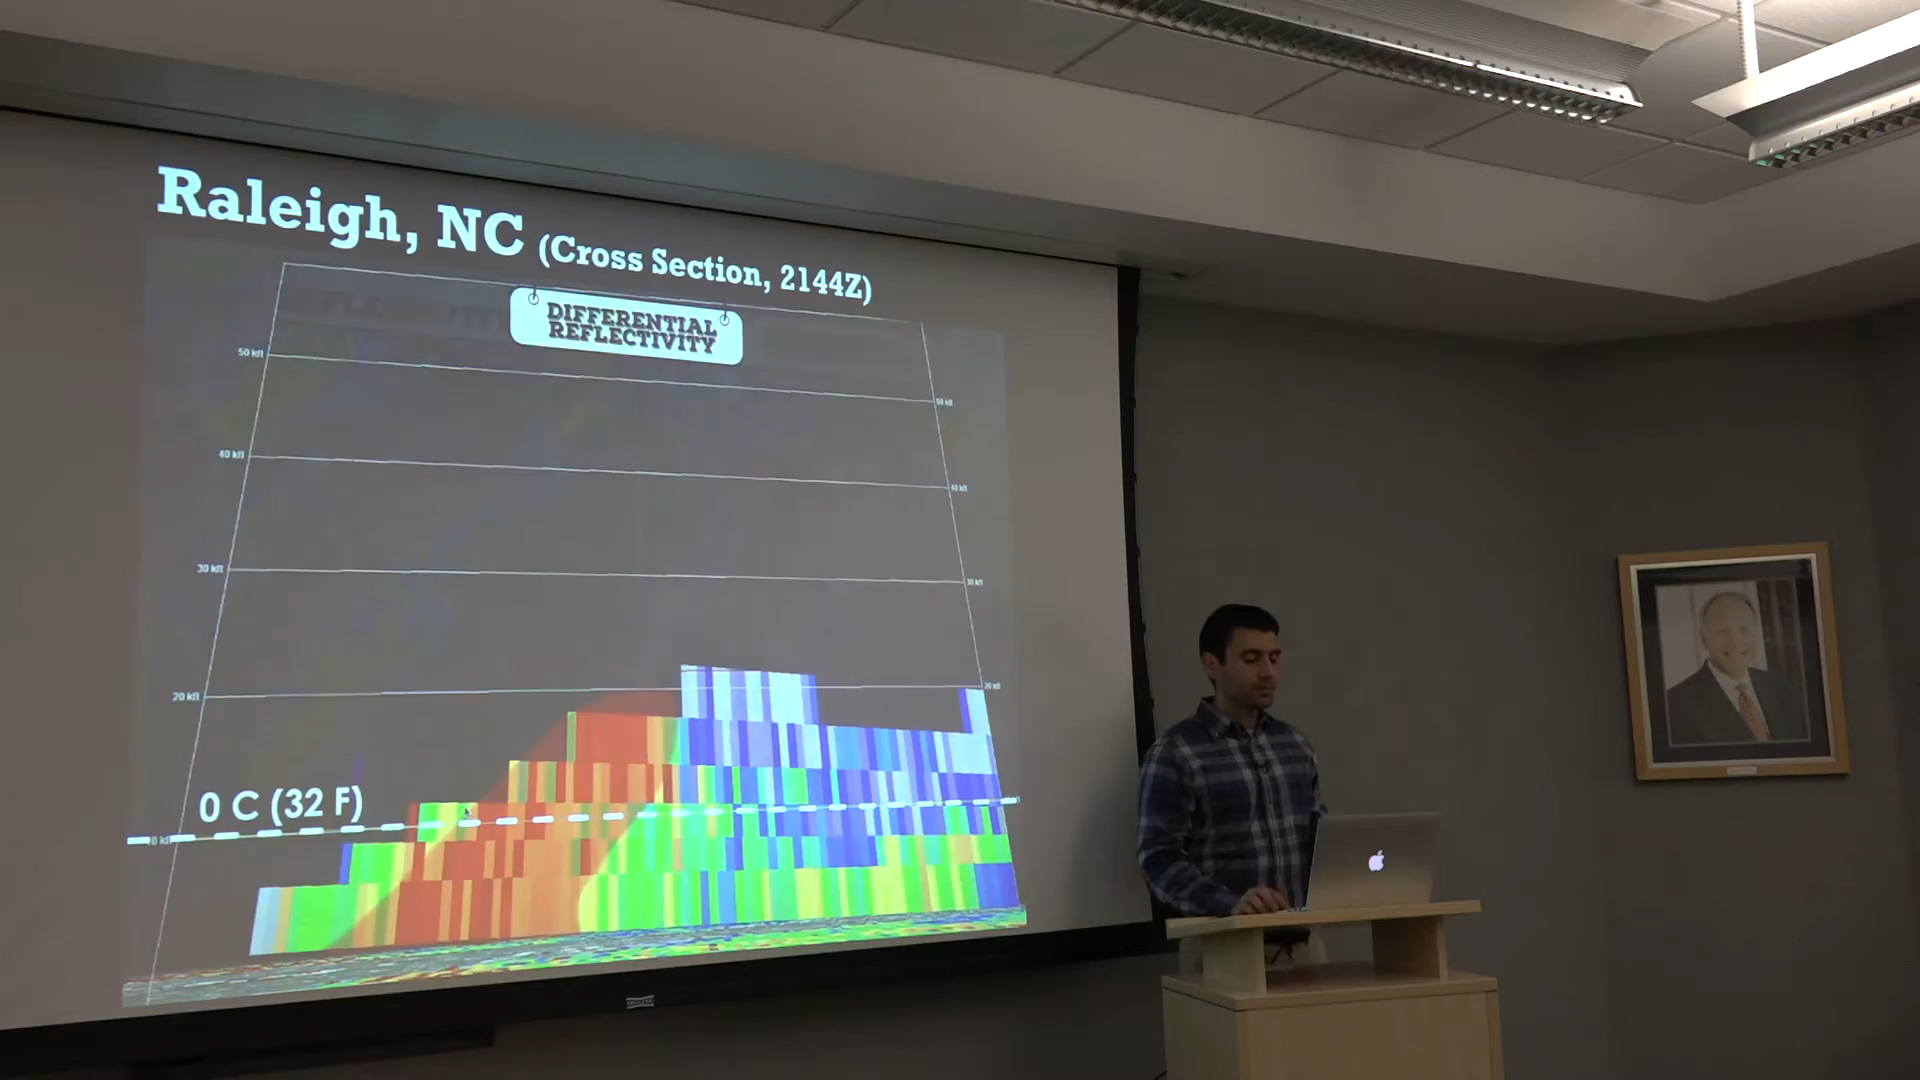 Raleigh, NC (Cross Section, 2144Z)
DIFFERENTIAL
REFLECTIVITY
50 kft
50 kft
40 kft
40 kft
30 kft
30 kft
20 kft
20 kft
0 C (32 F)